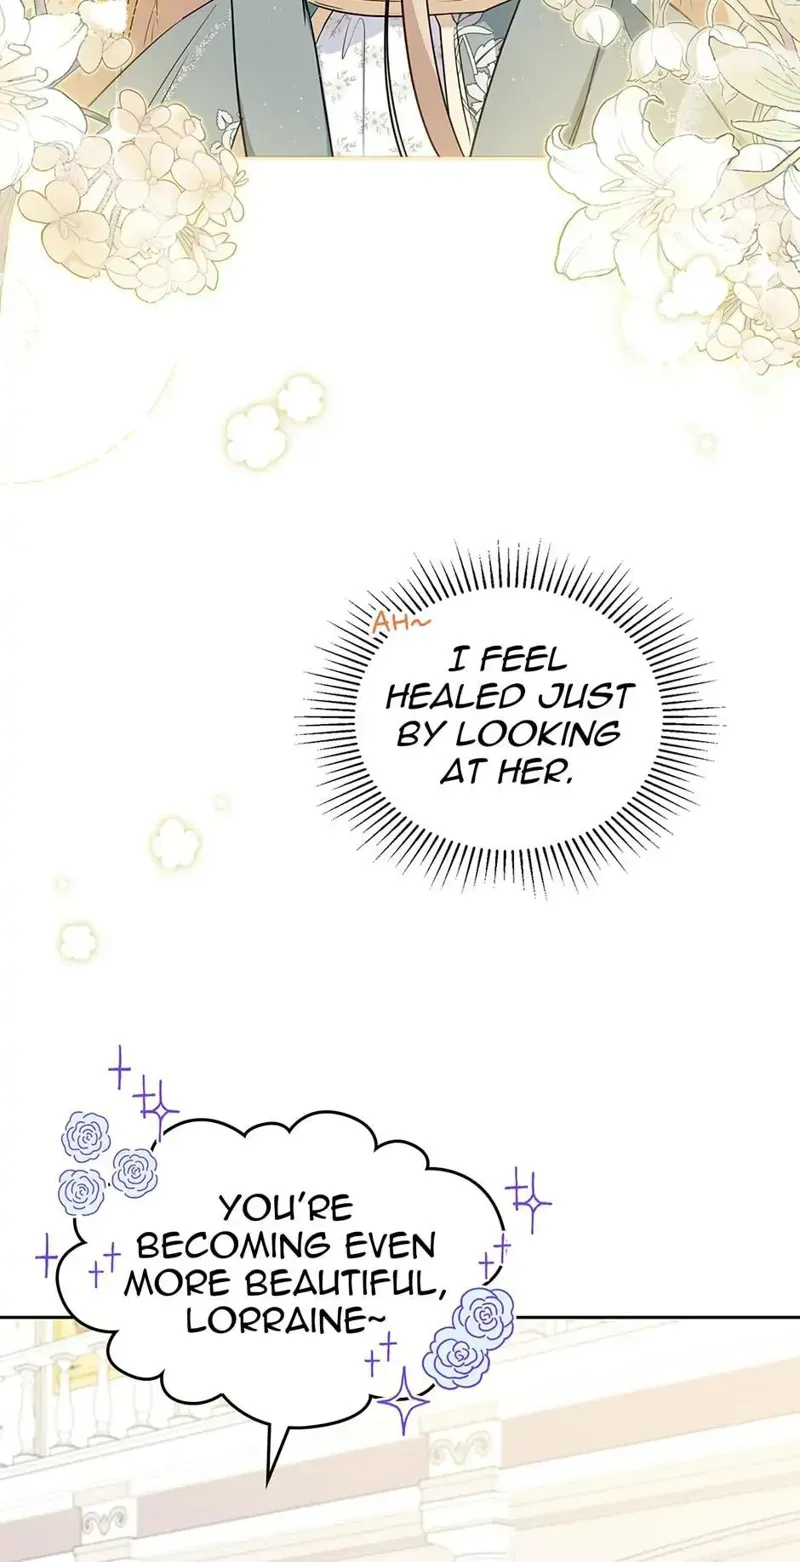 AH~
I FEEL
HEALED JUST
BY LOOKING
AT HER.
YOU'RE
BECOMING EVEN
MORE BEAUTIFUL,
LORRAINE~